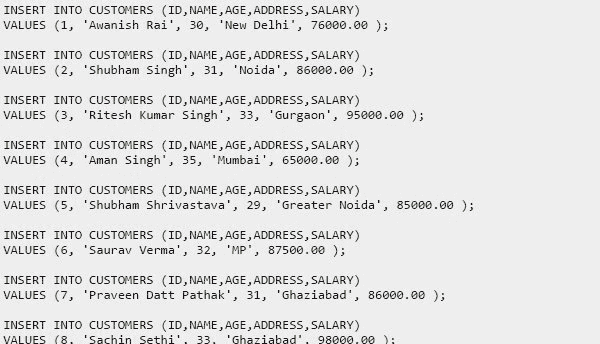 INSERT INTO CUSTOMERS (ID,NAME,AGE,ADDRESS,SALARY)
VALUES (1, 'Awanish Rai', 30, 'New Delhi', 76000.00 );
INSERT INTO CUSTOMERS (ID,NAME,AGE,ADDRESS,SALARY)
VALUES (2, 'Shubham Singh', 31, 'Noida', 86000.00 );
INSERT INTO CUSTOMERS (ID,NAME,AGE,ADDRESS,SALARY)
VALUES (3, 'Ritesh Kumar Singh', 33, 'Gurgaon', 95000.00 );
INSERT INTO CUSTOMERS (ID,NAME,AGE,ADDRESS,SALARY)
VALUES (4, 'Aman Singh', 35, 'Mumbai', 65000.00 );
INSERT INTO CUSTOMERS (ID,NAME,AGE,ADDRESS,SALARY)
VALUES (5, 'Shubham Shrivastava', 29, 'Greater Noida', 85000.00 );
INSERT INTO CUSTOMERS (ID,NAME,AGE,ADDRESS,SALARY)
VALUES (6, 'Saurav Verma', 32, 'MP', 87500.00 );
INSERT INTO CUSTOMERS (ID,NAME,AGE,ADDRESS,SALARY)
VALUES (7, 'Praveen Datt Pathak', 31, 'Ghaziabad', 86000.00 );
INSERT INTO CUSTOMERS (ID,NAME,AGE,ADDRESS,SALARY)
VALUES (8, 'Sachin Sethi', 33, 'Ghaziabad', 98000.00 );